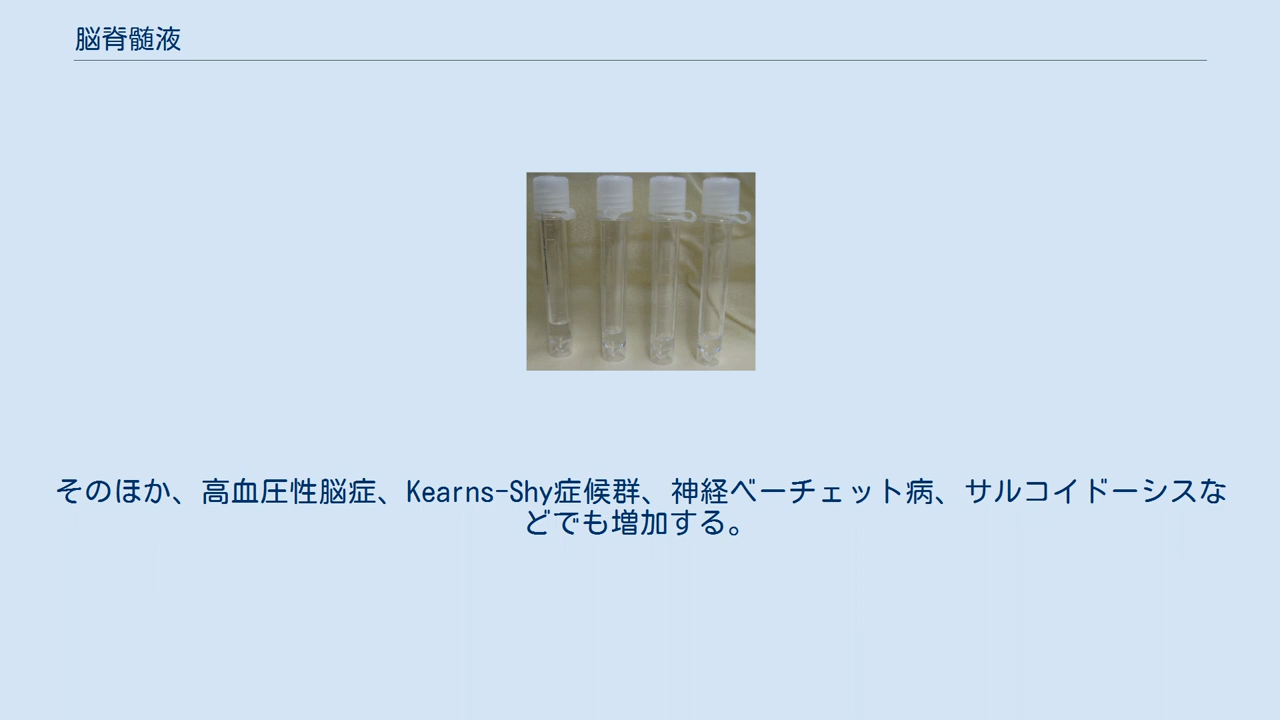 脳脊髄液
そのほか、高血圧性脳症、Kearns-Shy症候群、神経ベーチェット病、サルコイドーシスな
どでも増加する。